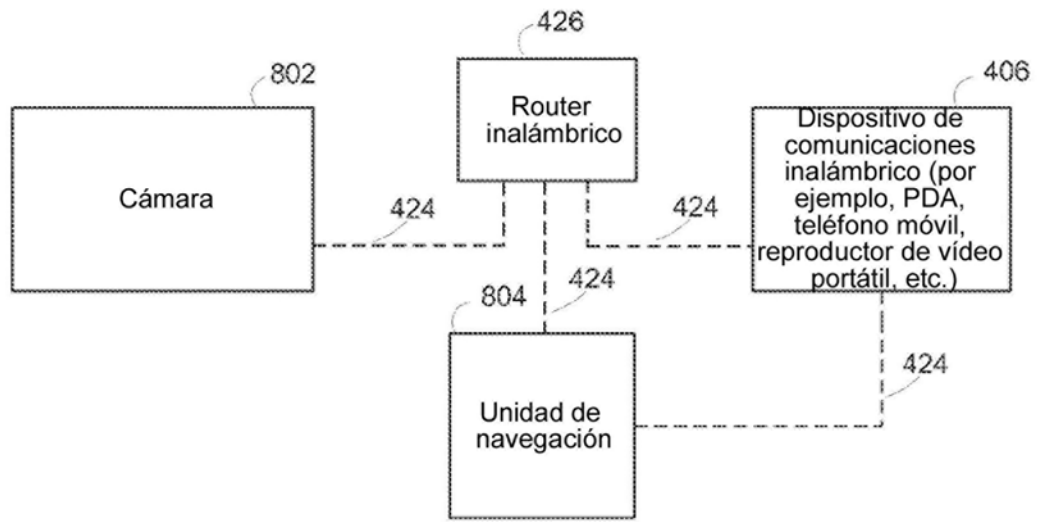 426
802
406
Router
inalámbrico
Dispositivo de
comunicaciones
inalámbrico (por
ejemplo, PDA,
teléfono móvil,
reproductor de vídeo
portátil, etc.)
Cámara
424
424
424
804
424
Unidad de
navegación